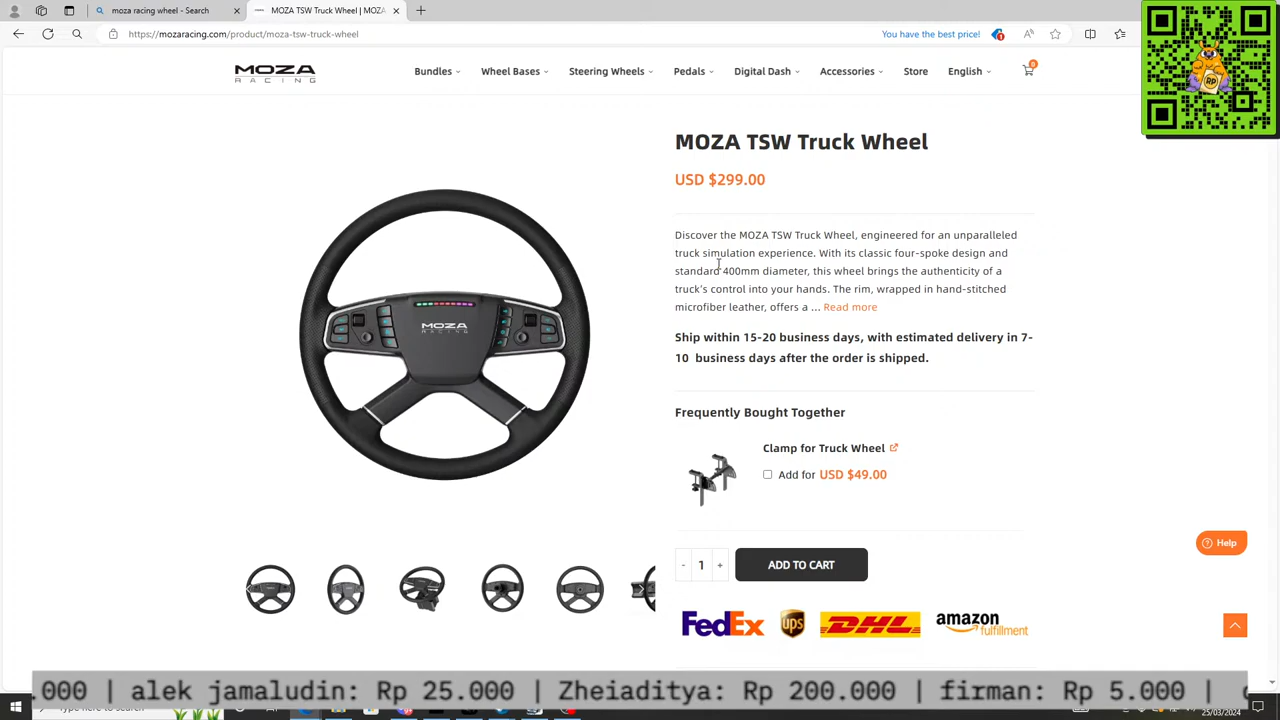 moza racing wheel - Search
MOZA TSW Truck Wheel | MOZA
https://mozaracing.com/product/moza-tsw-truck-wheel
You have the best price!
1
MOZA
RACING
Bundles
Wheel Bases
Steering Wheels
Pedals
Digital Dash
Accessories
Store
English
0
RP
MOZA TSW Truck Wheel
USD $299.00
Discover the MOZA TSW Truck Wheel, engineered for an unparalleled
truck simulation experience. With its classic four-spoke design and
standard 400mm diameter, this wheel brings the authenticity of a
truck's control into your hands. The rim, wrapped in hand-stitched
microfiber leather, offers a ... Read more
Ship within 15-20 business days, with estimated delivery in 7-
10 business days after the order is shipped.
MOZA
RACING
Frequently Bought Together
Clamp for Truck Wheel
Add for USD $49.00
- 1 + ADD TO CART
Help
FedEx ups DHL amazon
fulfillment
.000 | alek jamaludin: Rp 25.000 | Zheiaditya: Rp 200.000 | firman: Rp 5.000 |
25/03/2024